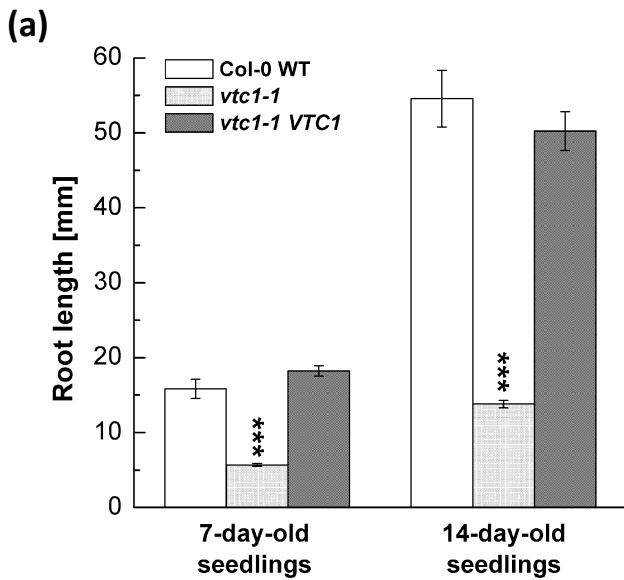 (a)
Root length [mm]
60
50
40
30
20
10
0
Col-0 WT
vtc1-1
vtc1-1 VTC1
***
***
7-day-old
seedlings
14-day-old
seedlings